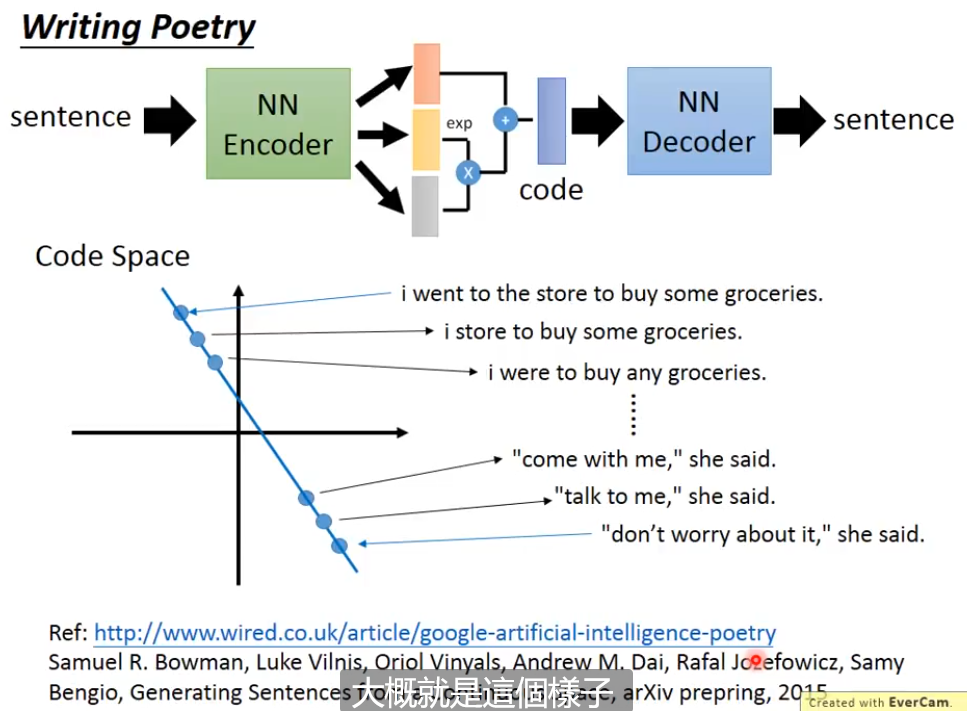 Writing Poetry
sentence
NN
Encoder
exp
+
X
code
NN
Decoder
sentence
Code Space
i went to the store to buy some groceries.
i store to buy some groceries.
i were to buy any groceries.
"come with me," she said.
"talk to me," she said.
"don't worry about it," she said.
Ref: http://www.wired.co.uk/article/google-artificial-intelligence-poetry
Samuel R. Bowman, Luke Vilnis, Oriol Vinyals, Andrew M. Dai, Rafal Jozefowicz, Samy
Bengio, Generating Sentences arXiv prepring, 2015
大概就是這個樣子
Created with EverCam.